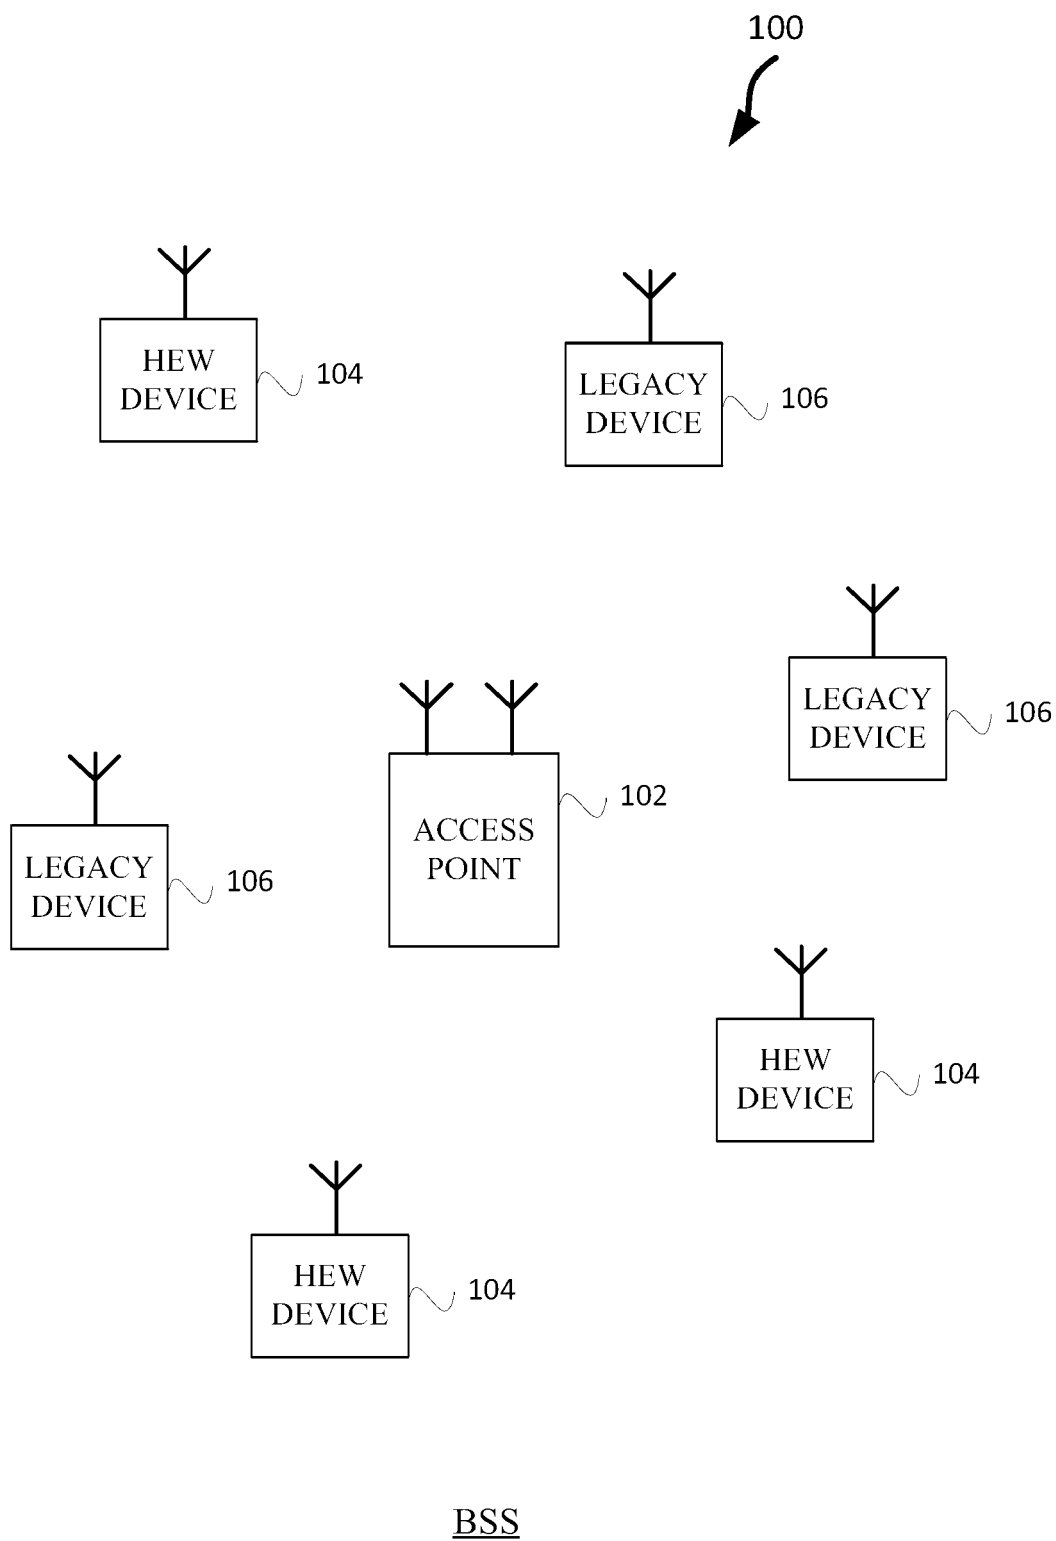 100
HEW
DEVICE
104
LEGACY
DEVICE
106
LEGACY
DEVICE
106
ACCESS
POINT
102
LEGACY
DEVICE
106
HEW
DEVICE
104
HEW
DEVICE
104
BSS